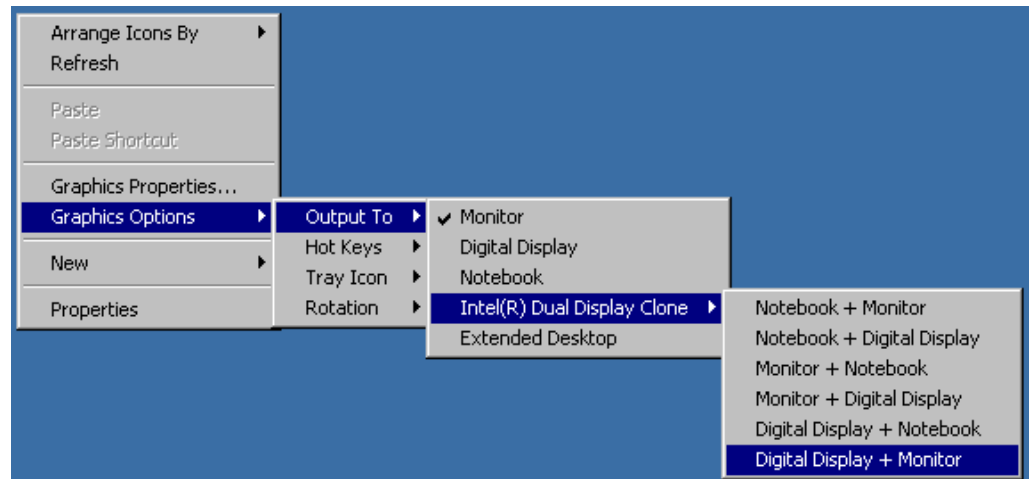 Arrange Icons By
Refresh
Paste
Paste Shortcut
Graphics Properties...
Graphics Options
New
Properties
Output To
Hot Keys
Tray Icon
Rotation
Monitor
Digital Display
Notebook
Intel(R) Dual Display Clone
Extended Desktop
Notebook + Monitor
Notebook + Digital Display
Monitor + Notebook
Monitor + Digital Display
Digital Display + Notebook
Digital Display + Monitor